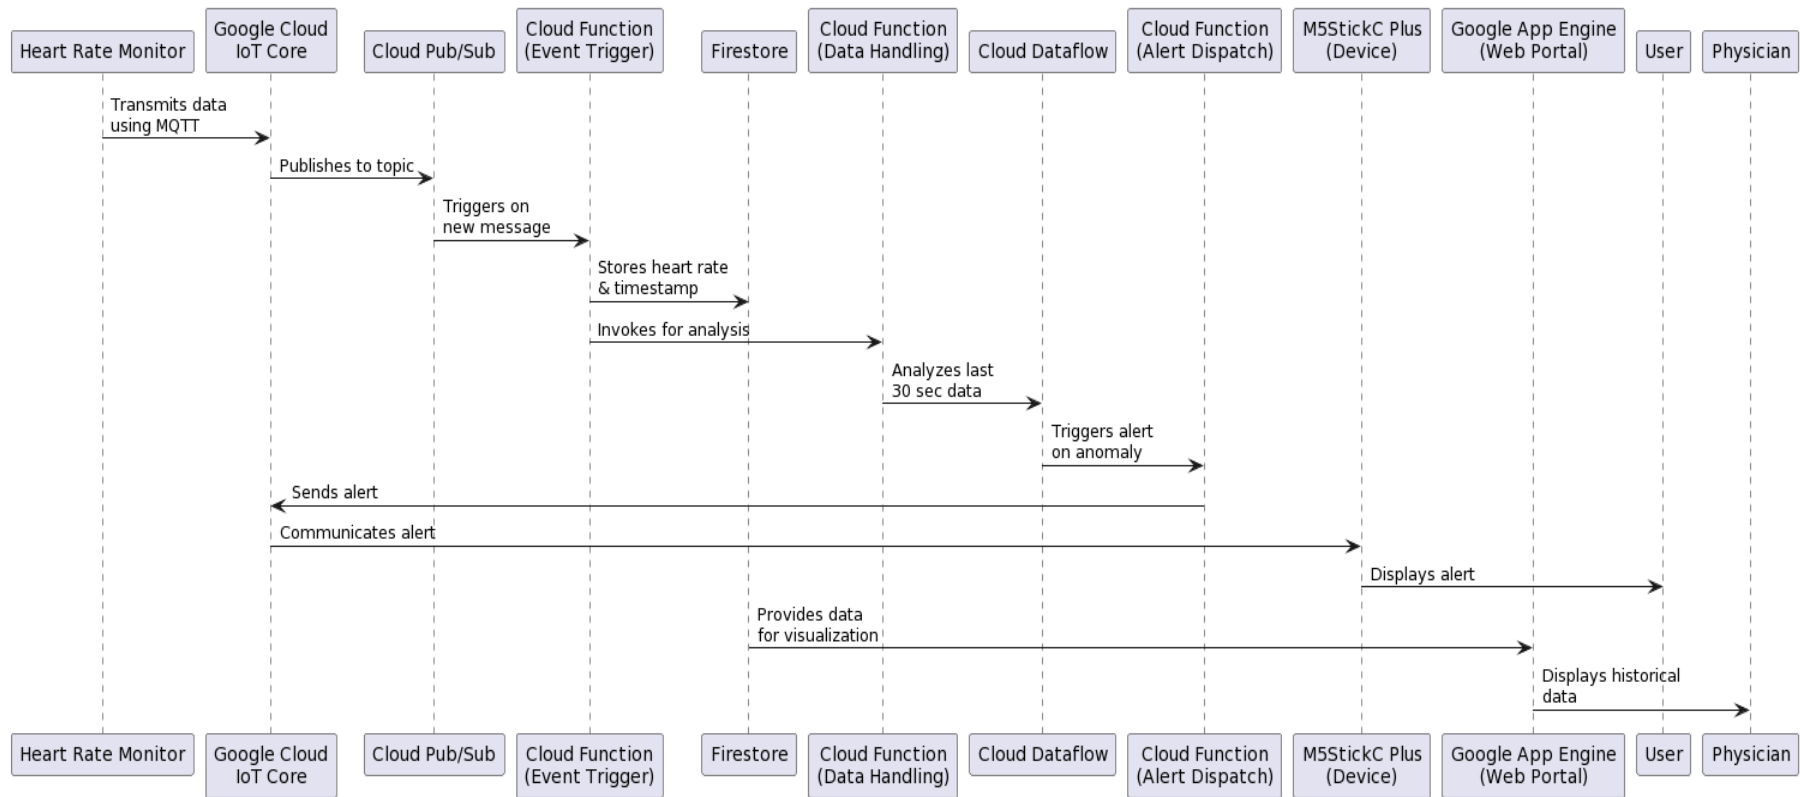 Heart Rate Monitor
Google Cloud
IoT Core
Cloud Pub/Sub
Cloud Function
(Event Trigger)
Firestore
Cloud Function
(Data Handling)
Cloud Dataflow
Cloud Function
(Alert Dispatch)
M5StickC Plus
(Device)
Google App Engine
(Web Portal)
User
Physician
Transmits data
using MQTT
Publishes to topic
Triggers on
new message
Stores heart rate
& timestamp
Invokes for analysis
Analyzes last
30 sec data
Triggers alert
on anomaly
Sends alert
Communicates alert
Displays alert
Provides data
for visualization
Displays historical
data
Heart Rate Monitor
Google Cloud
IoT Core
Cloud Pub/Sub
Cloud Function
(Event Trigger)
Firestore
Cloud Function
(Data Handling)
Cloud Dataflow
Cloud Function
(Alert Dispatch)
M5StickC Plus
(Device)
Google App Engine
(Web Portal)
User
Physician